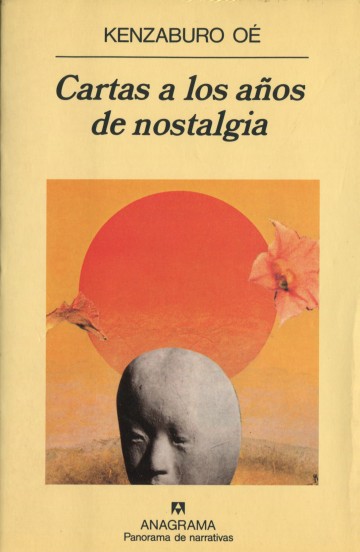 KENZABURO OÉ
Cartas a los años
de nostalgia
ANAGRAMA
Panorama de narrativas